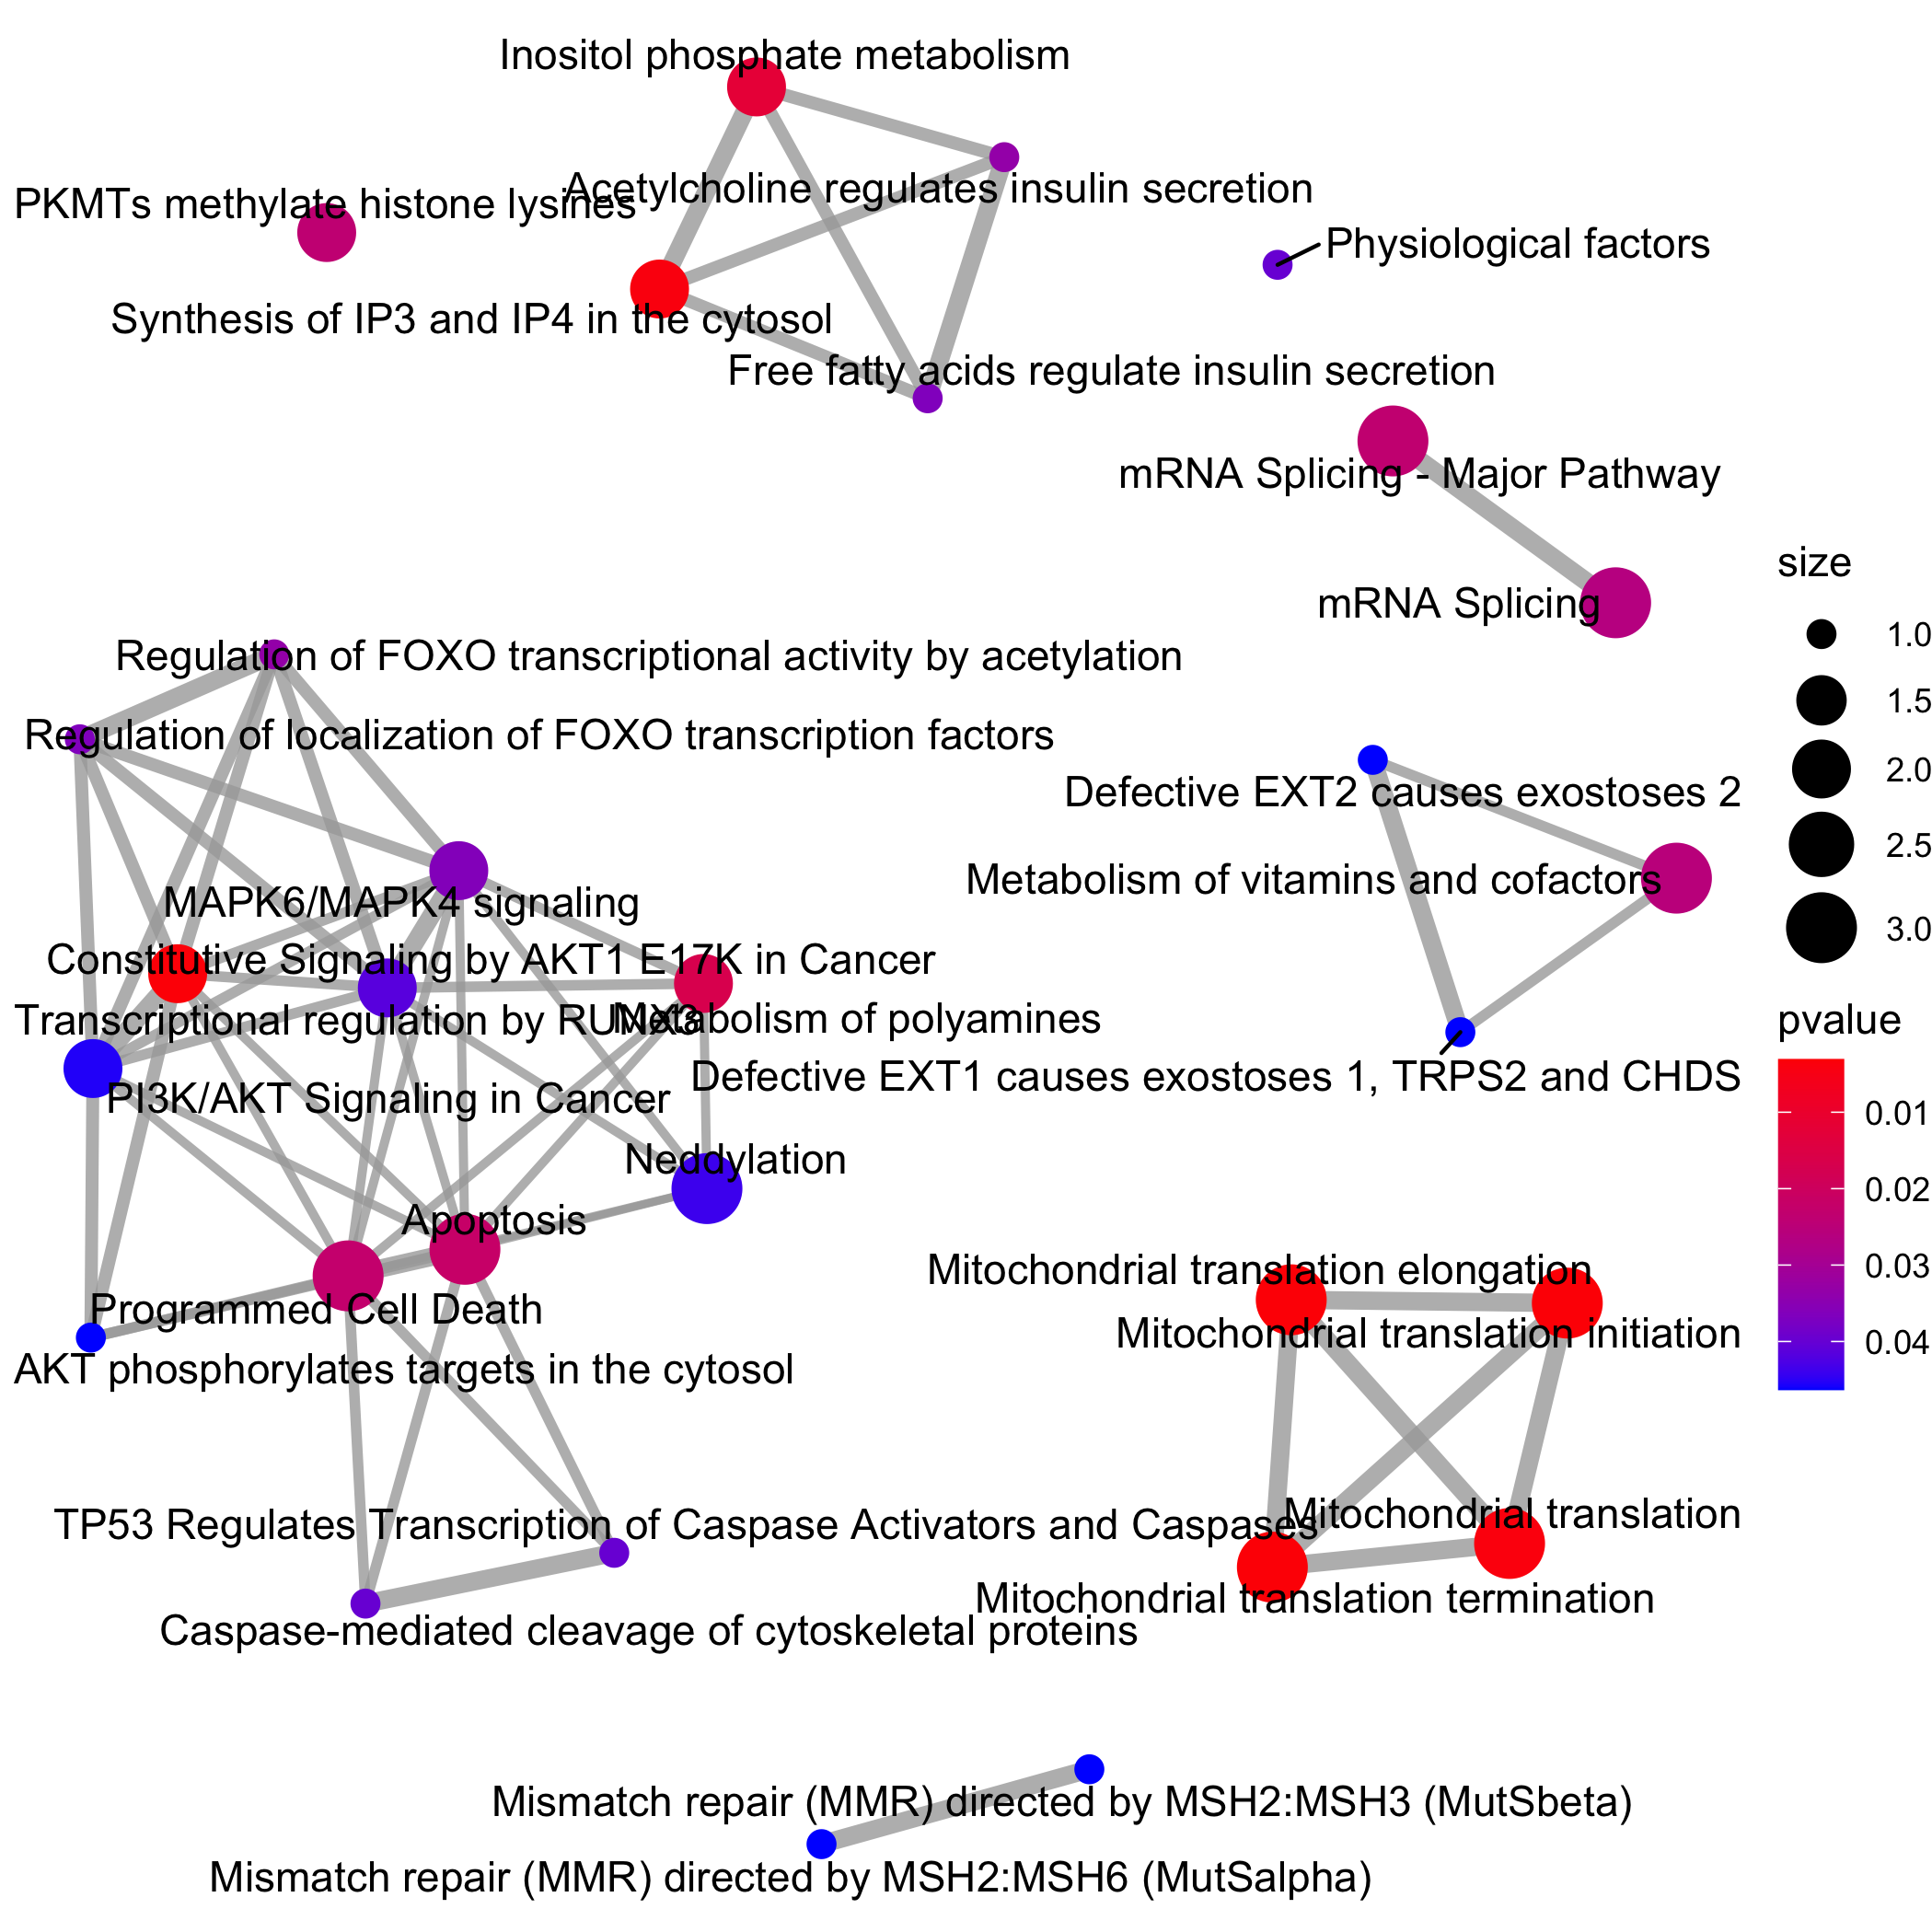 Inositol phosphate metabolism
Acetylcholine regulates insulin secretion
PKMTs methylate histone lysines
Physiological factors
Synthesis of IP3 and IP4 in the cytosol
Free fatty acids regulate insulin secretion
mRNA Splicing - Major Pathway
mRNA Splicing
Regulation of FOXO transcriptional activity by acetylation
Regulation of localization of FOXO transcription factors
Defective EXT2 causes exostoses 2
Metabolism of vitamins and cofactors
MAPK6/MAPK4 signaling
Constitutive Signaling by AKT1 E17K in Cancer
Transcriptional regulation by RUNX3
Metabolism of polyamines
Defective EXT1 causes exostoses 1, TRPS2 and CHDS
PI3K/AKT Signaling in Cancer
Neddylation
Apoptosis
Mitochondrial translation elongation
Programmed Cell Death
Mitochondrial translation initiation
AKT phosphorylates targets in the cytosol
Mitochondrial translation
TP53 Regulates Transcription of Caspase Activators and Caspases
Mitochondrial translation termination
Caspase-mediated cleavage of cytoskeletal proteins
Mismatch repair (MMR) directed by MSH2:MSH3 (MutSbeta)
Mismatch repair (MMR) directed by MSH2:MSH6 (MutSalpha)
size
1.0
1.5
2.0
2.5
3.0
pvalue
0.01
0.02
0.03
0.04